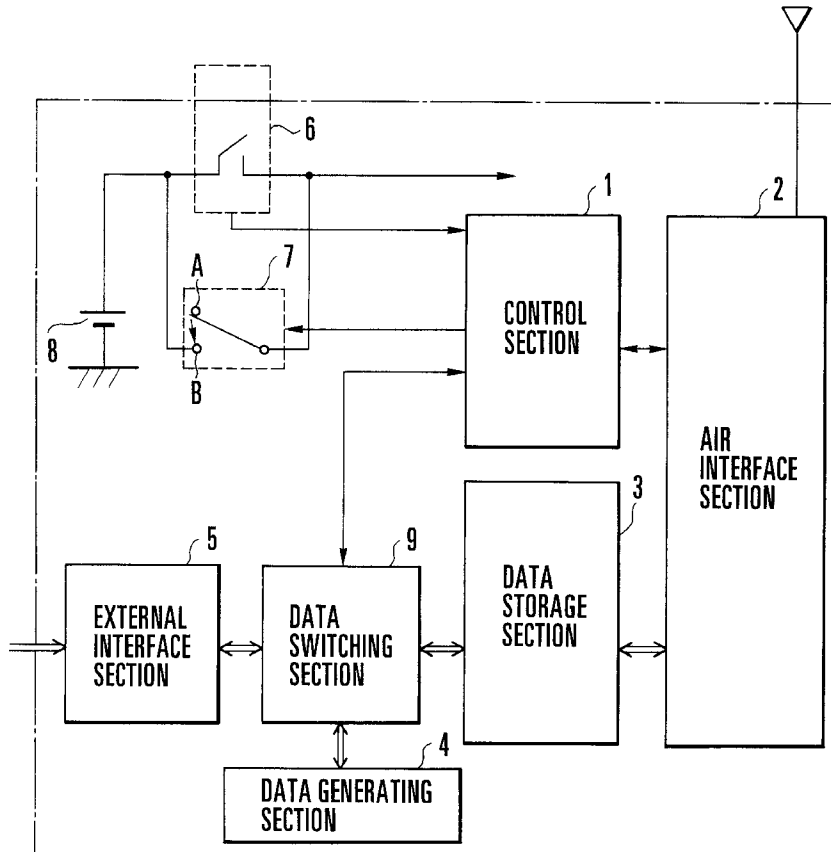 6
1
2
7
A
CONTROL
SECTION
8
B
AIR
INTERFACE
SECTION
3
5
9
DATA
STORAGE
SECTION
EXTERNAL
INTERFACE
SECTION
DATA
SWITCHING
SECTION
4
DATA GENERATING
SECTION